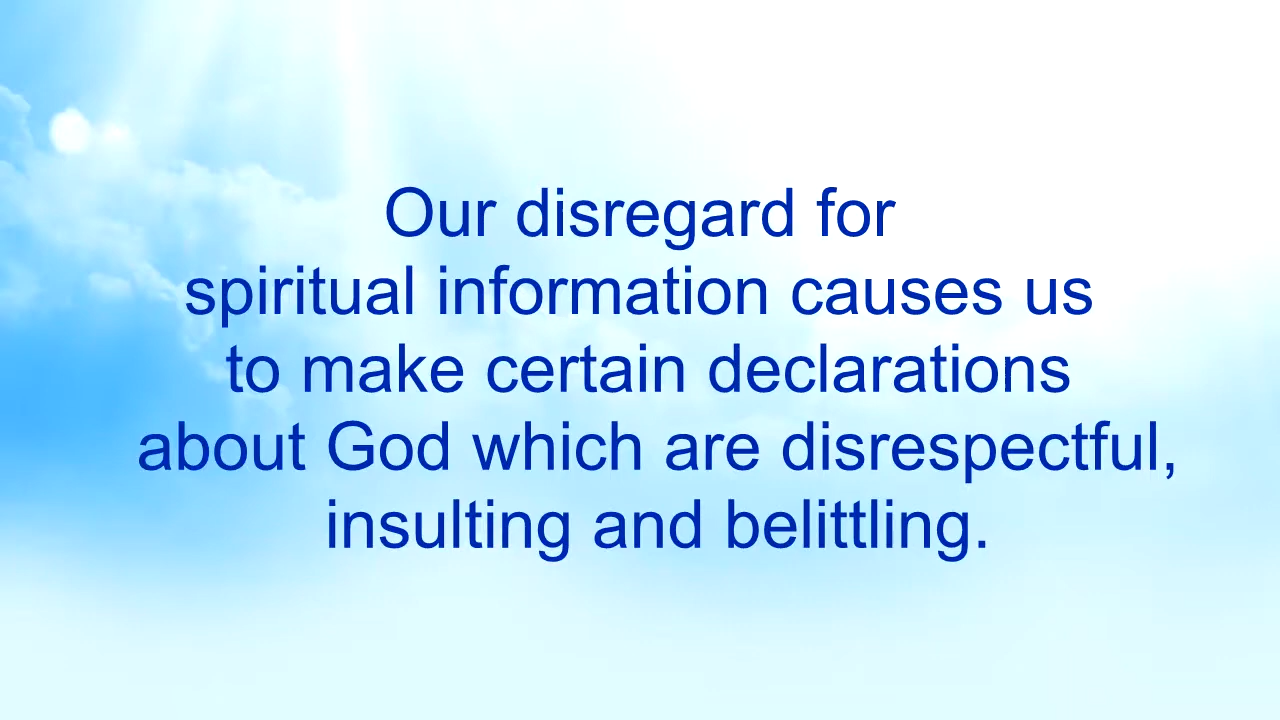 Our disregard for
spiritual information causes us
to make certain declarations
about God which are disrespectful,
insulting and belittling.